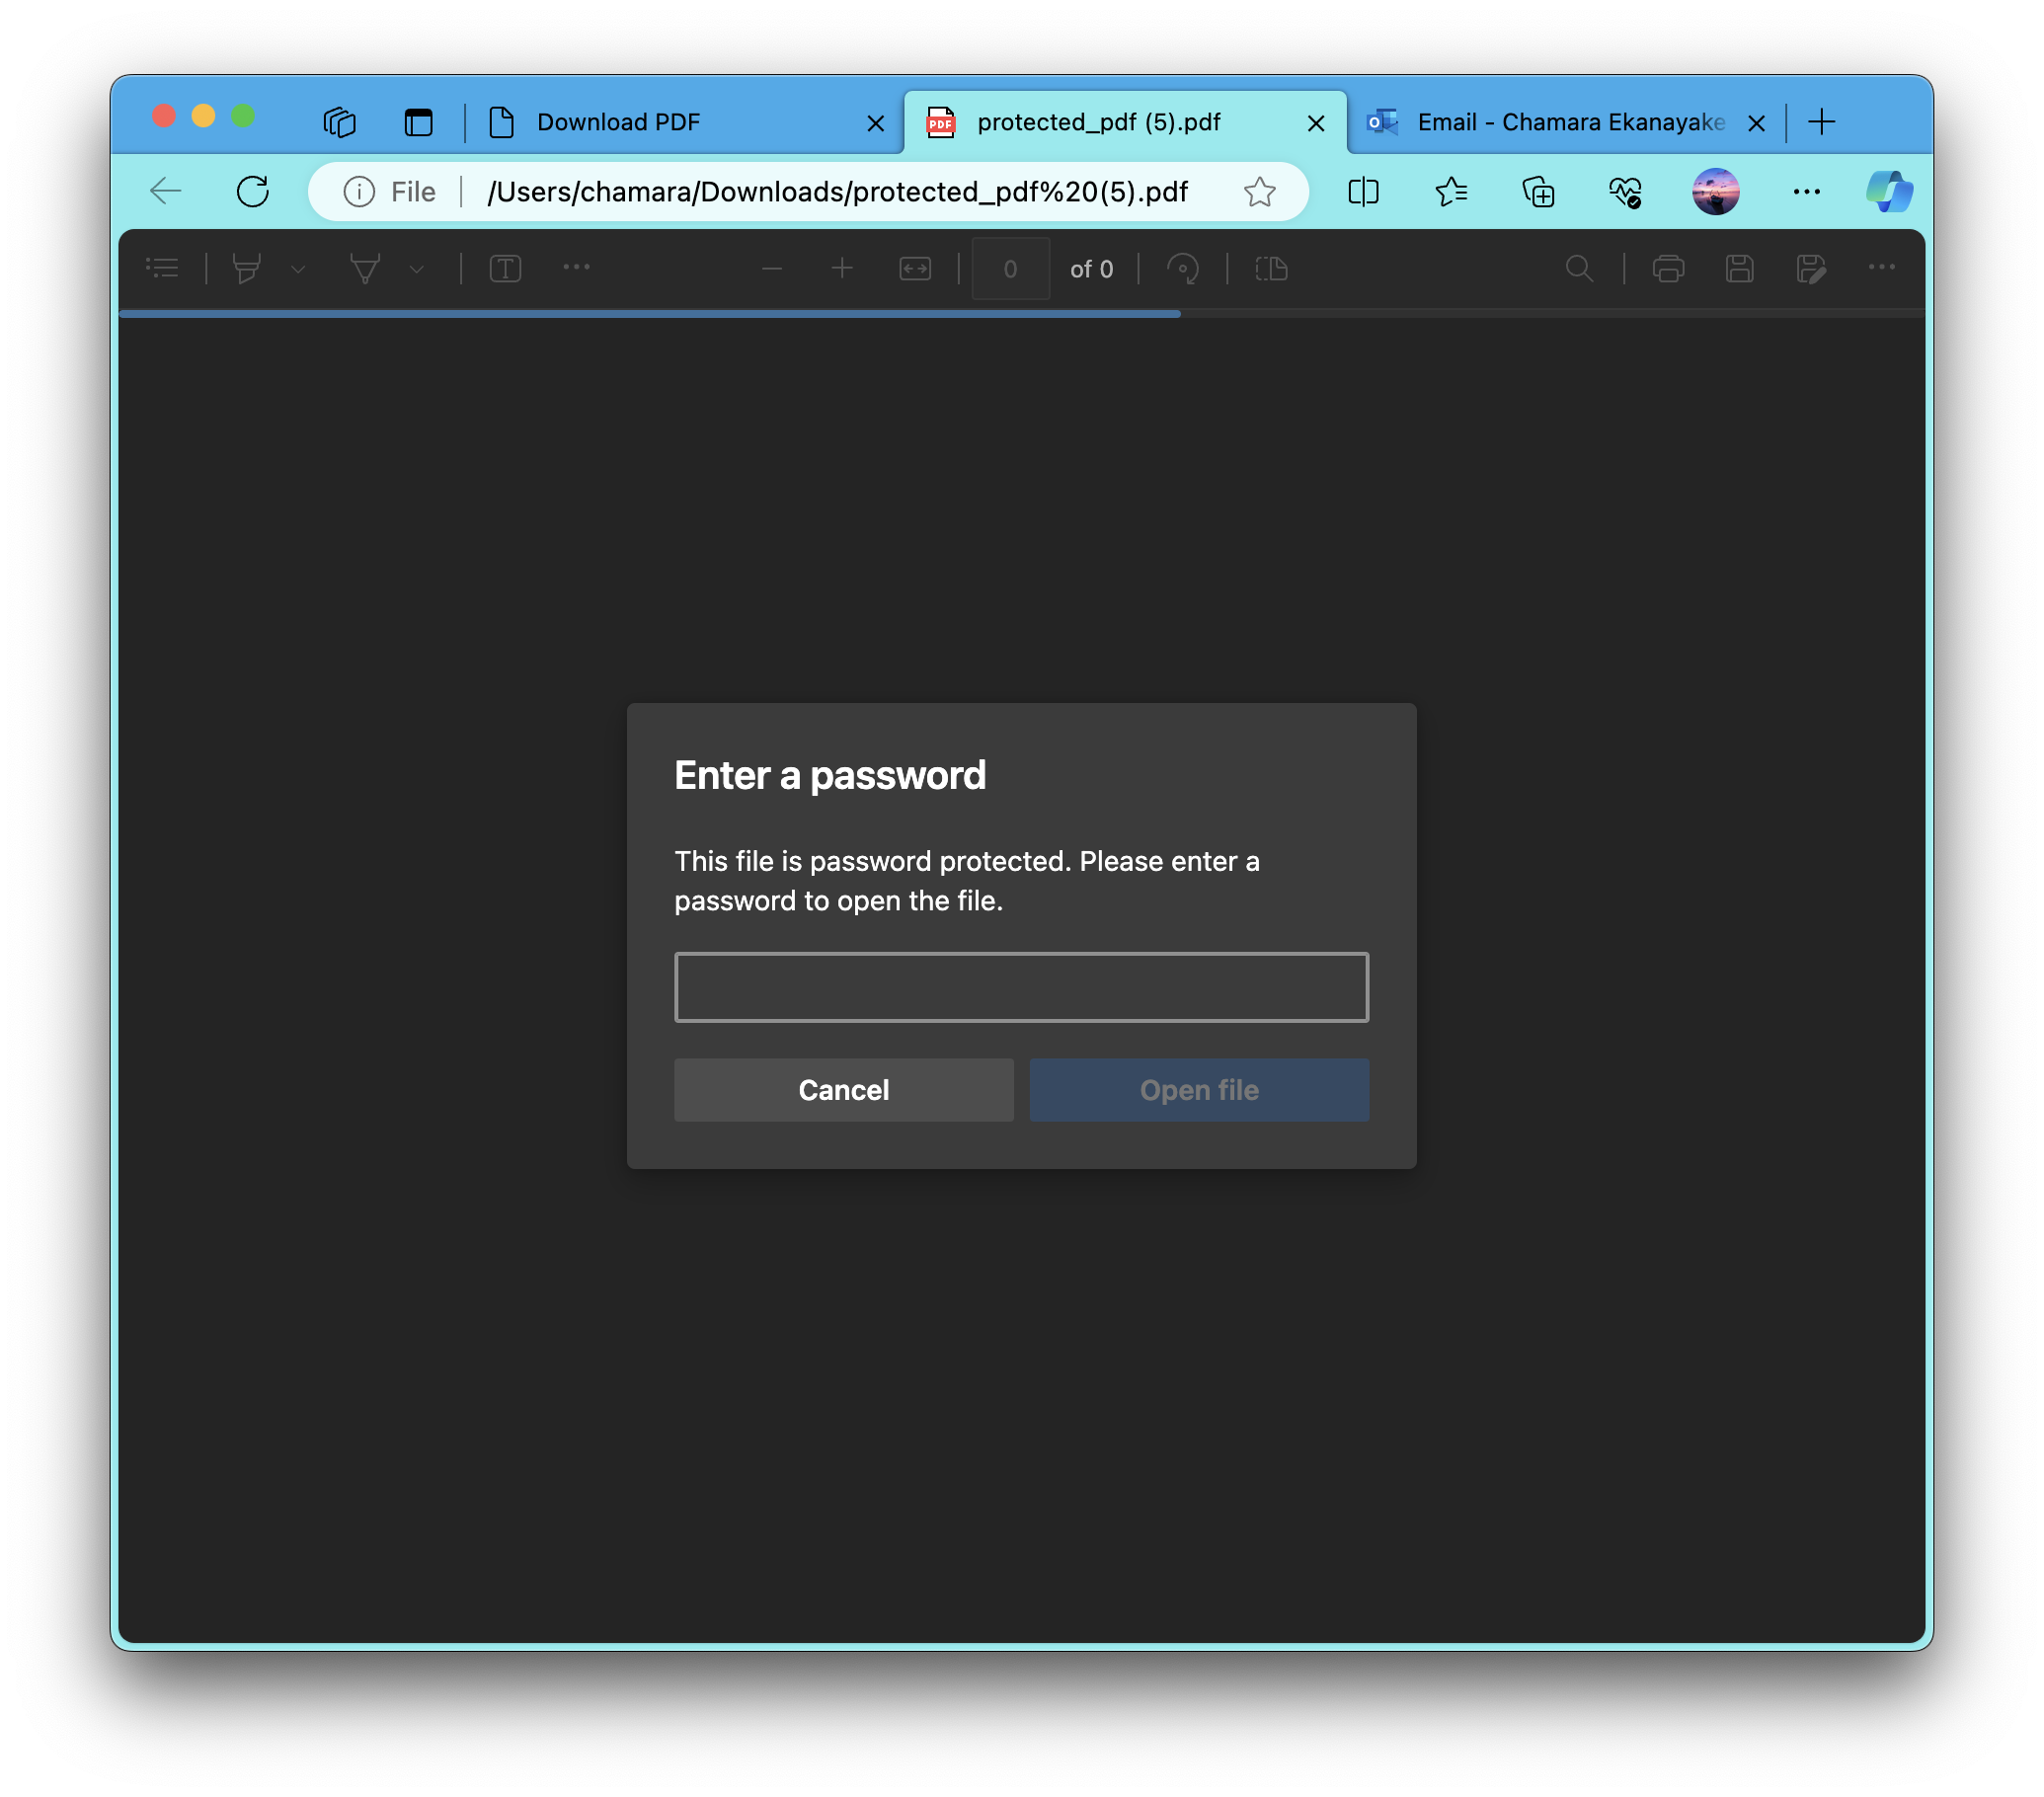 Download PDF
protected_pdf (5).pdf
Email - Chamara Ekanayake
File
/Users/chamara/Downloads/protected_pdf%20(5).pdf
0 of 0
Enter a password
This file is password protected. Please enter a
password to open the file.
Cancel
Open file